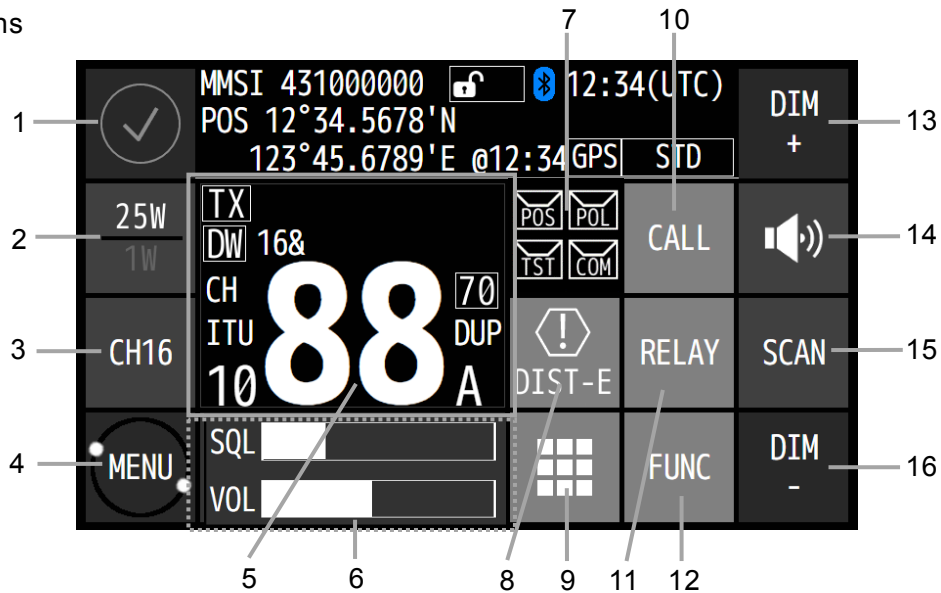 ns
7 10
MMSI 431000000 12:34(UTC)
POS 12°34.5678'N
123°45.6789'E @12:34 GPS STD
DIM
+
1
13
25W
1W
2
TX
DW 16&
CH
ITU
10
88
70
DUP
A
POS POL
TST COM
CALL
14
3
CH16
DIST-E
RELAY
SCAN
15
4
MENU
SQL
VOL
FUNC
DIM
-
16
5 6 8 9 11 12